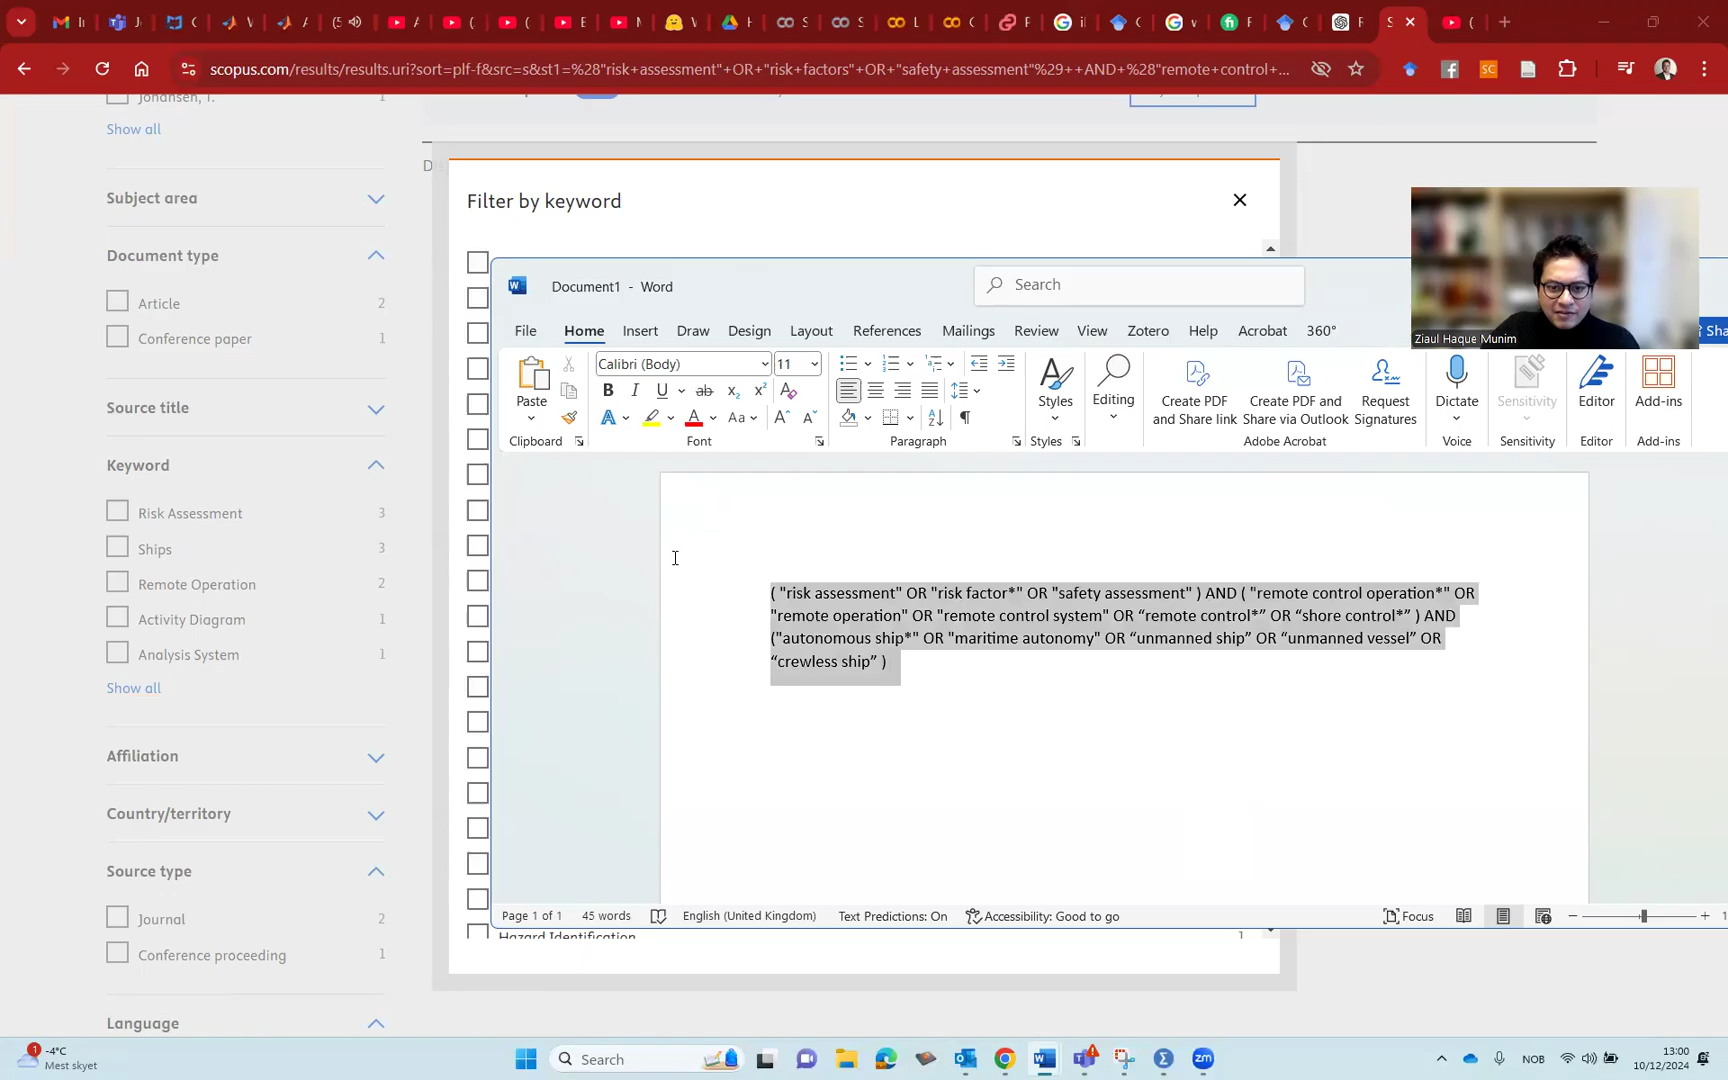 scopus.com/results/results.uri?sort=plf-f&src=s&st1=%28"risk+assessment"+OR+"risk+factors"+OR+"safety+assessment"%29++AND+%28"remote+control+...
Johansen, T.
1
Show all
Subject area
Document type
Article
2
Conference paper
1
Source title
Keyword
Risk Assessment
3
Ships
3
Remote Operation
2
Activity Diagram
1
Analysis System
1
Show all
Affiliation
Country/territory
Source type
Journal
2
Conference proceeding
1
Language
Filter by keyword
Document1 - Word
Search
File Home Insert Draw Design Layout References Mailings Review View Zotero Help Acrobat 360°
Ziaul Haque Munim
Calibri (Body) 11
Paste
Clipboard
Font
Paragraph
Styles
Styles
Editing
Create PDF
and Share link
Create PDF and
Share via Outlook
Request
Signatures
Adobe Acrobat
Dictate
Voice
Sensitivity
Sensitivity
Editor
Editor
Add-ins
Add-ins
( "risk assessment" OR "risk factor*" OR "safety assessment" ) AND ( "remote control operation*" OR
"remote operation" OR "remote control system" OR “remote control*” OR “shore control*” ) AND
("autonomous ship*" OR "maritime autonomy" OR “unmanned ship” OR “unmanned vessel” OR
“crewless ship” )
Page 1 of 1 45 words English (United Kingdom) Text Predictions: On Accessibility: Good to go Focus
Hazard Identification
1
-4°C
Mest skyet
Search
NOB
13:00
10/12/2024